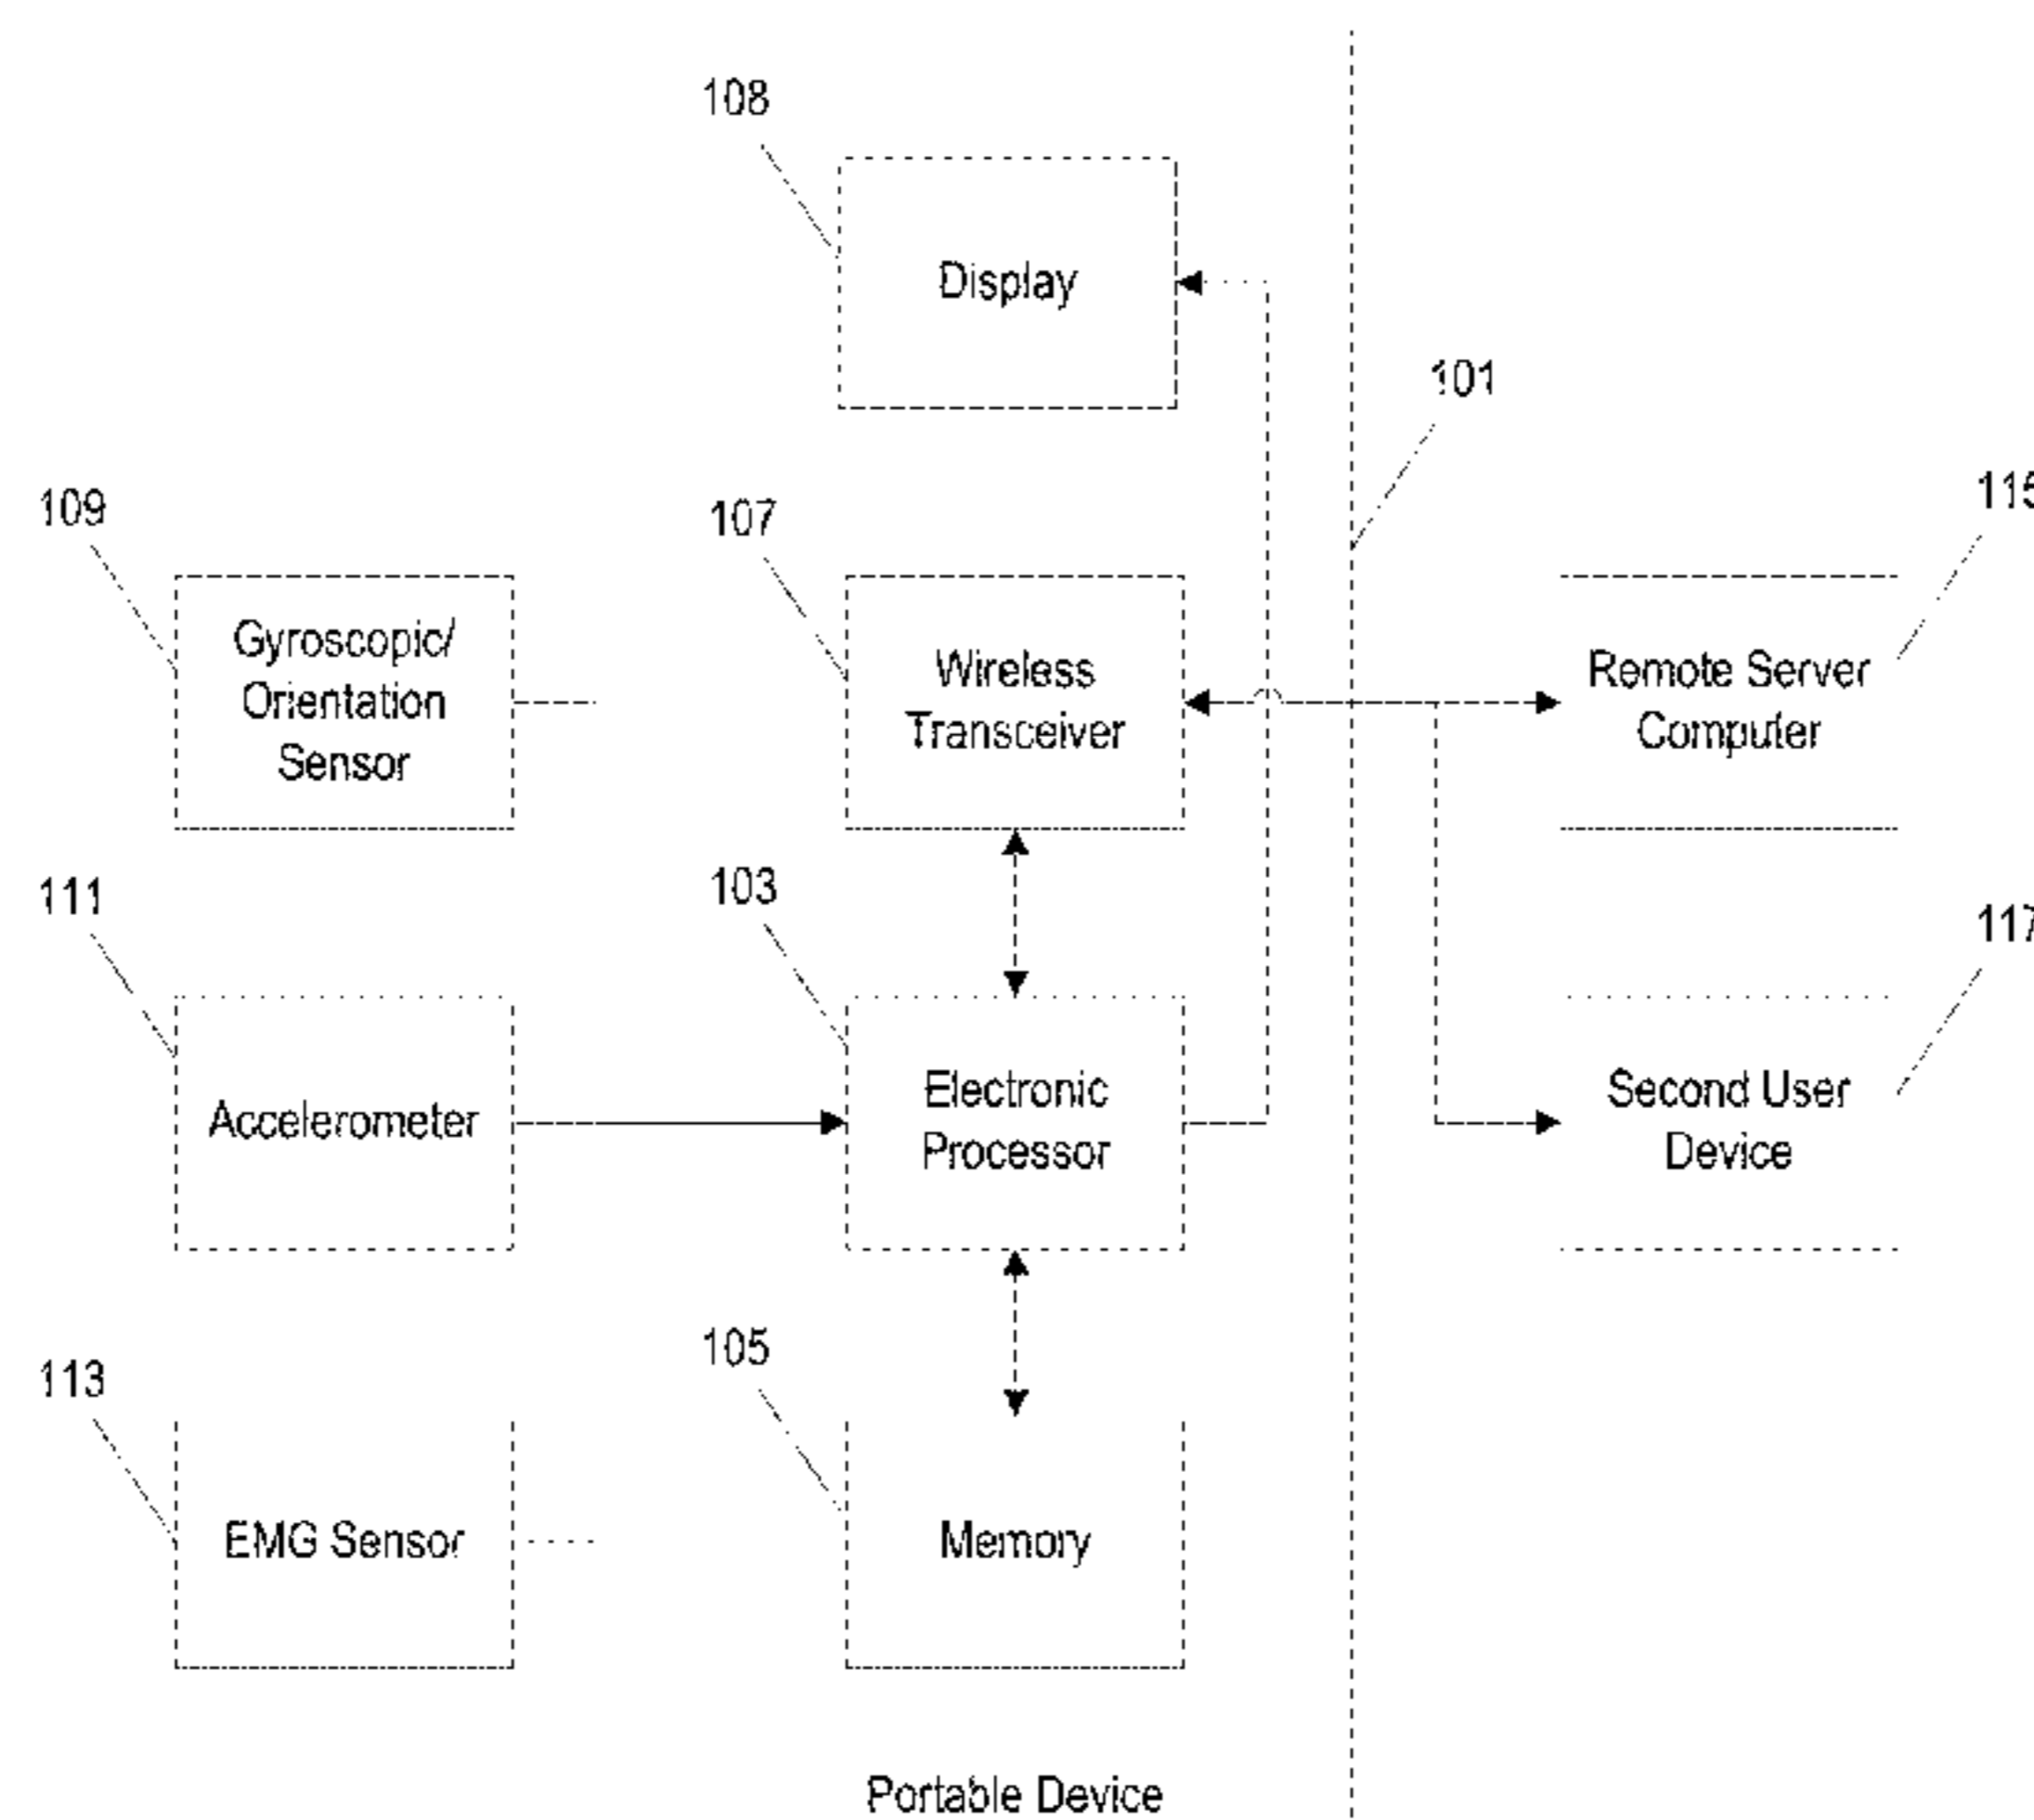 108
Display
101
109
107
115
Gyroscopic/
Orientation
Sensor
Wireless
Transceiver
Remote Server
Computer
111
103
117
Accelerometer
Electronic
Processor
Second User
Device
113
105
EMG Sensor
Memory
Portable Device